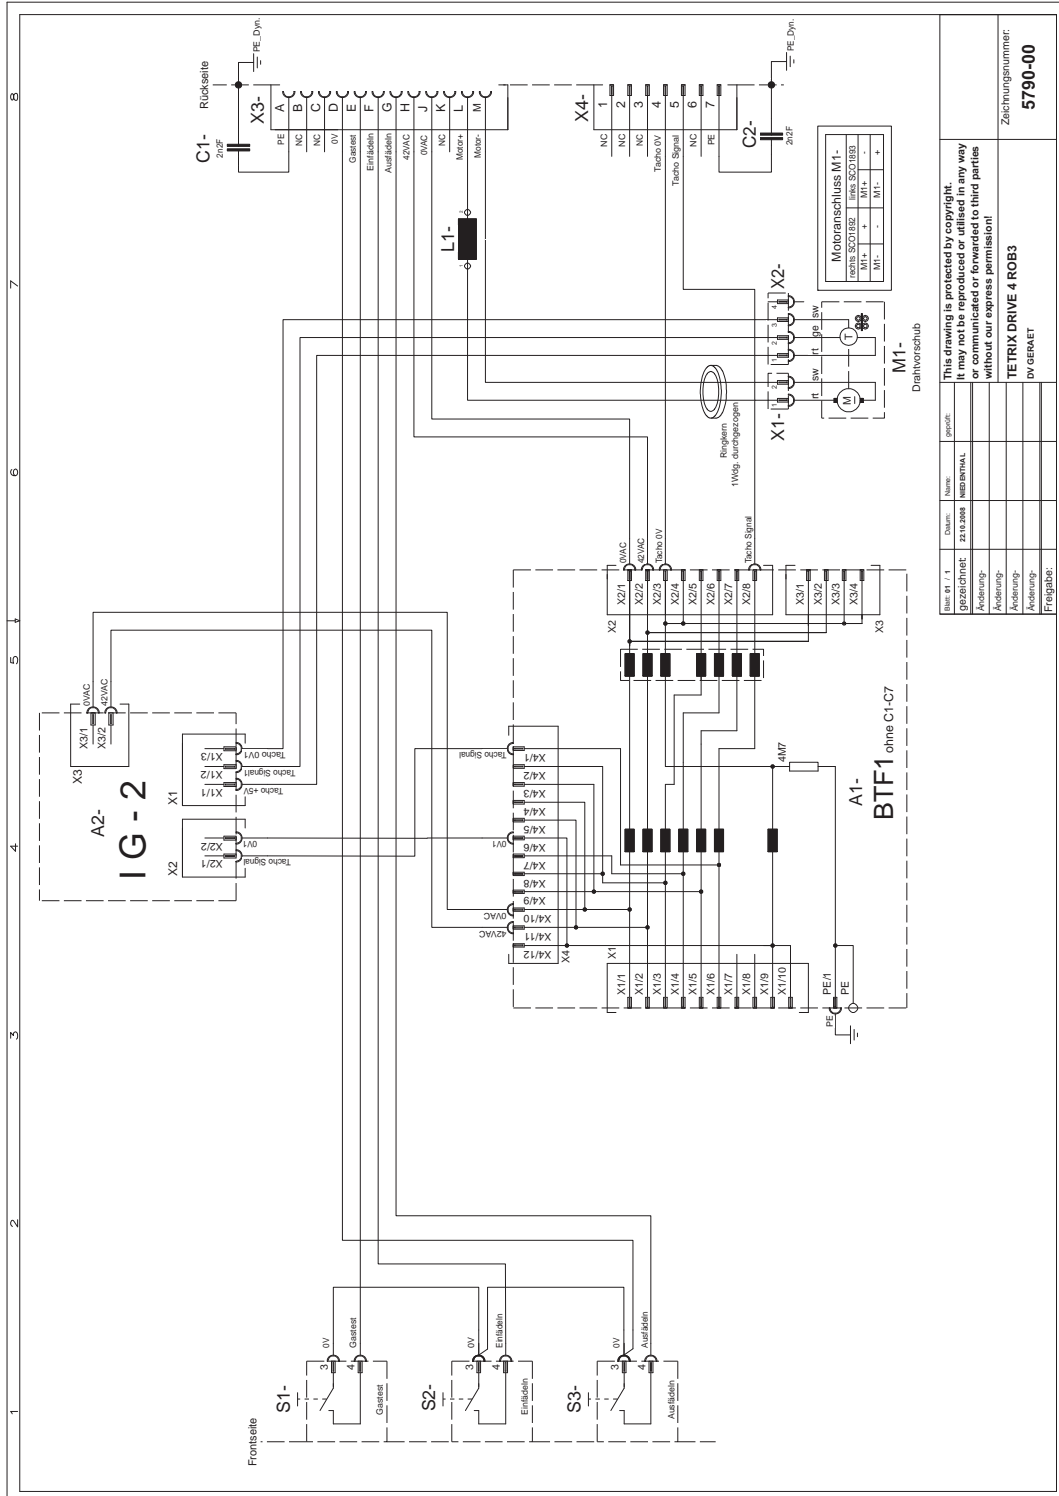 1
2
3
4
5
6
7
8
Frontseite
S1-
3
4
0V
Gastest
Gastest
S2-
3
4
0V
Einfädeln
Einfädeln
S3-
3
4
0V
Ausfädeln
Ausfädeln
A2-
IG-2
X3
X3/1
X3/2
0VAC
42VAC
X1
X1/3
X1/2
X1/1
Tacho 0V1
Tacho Signal1
Tacho +5V
X2
X2/2
X2/1
0V1
Tacho Signal
A1-
BTF1 ohne C1-C7
X4
X4/1
X4/2
X4/3
X4/4
X4/5
X4/6
X4/7
X4/8
X4/9
X4/10
X4/11
X4/12
Tacho Signal
0V1
0VAC
42VAC
X1
X1/1
X1/2
X1/3
X1/4
X1/5
X1/6
X1/7
X1/8
X1/9
X1/10
PE/1
PE
PE
4M7
X2
X2/1
X2/2
X2/3
X2/4
X2/5
X2/6
X2/7
X2/8
0VAC
42VAC
Tacho 0V
Tacho Signal
X3
X3/1
X3/2
X3/3
X3/4
Rückseite
C1-
2n2F
PE_Dyn.
X3-
A
B
C
D
E
F
G
H
J
K
L
M
PE
NC
NC
0V
Gastest
Einfädeln
Ausfädeln
42VAC
0VAC
NC
Motor+
Motor-
L1-
X4-
1
2
3
4
5
6
7
NC
NC
NC
Tacho 0V
Tacho Signal
NC
PE
C2-
2n2F
PE_Dyn.
Ringkern
1Wdg. durchgezogen
X1-
1
2
X2-
1
2
3
4
rt
sw
rt
ge
sw
M
T
M1-
Drahtvorschub
Motoranschluss M1-
rechts SCO1892
links SCO1893
M1+
+
M1+
-
M1-
-
M1-
+
Blatt: 01 / 1
Datum:
Name:
geprüft:
gezeichnet:
22.10.2008
NIEDENTHAL
Änderung-
Änderung-
Änderung-
Änderung-
Freigabe:
This drawing is protected by copyright.
It may not be reproduced or utilised in any way
or communicated or forwarded to third parties
without our express permission!
TETRIX DRIVE 4 ROB3
DV GERAET
Zeichnungsnummer:
5790-00